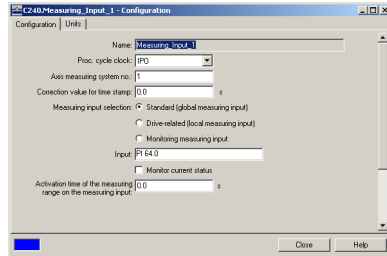 C240.Measuring_Input_1 - Configuration
Configuration Units
Name: Measuring_Input_1
Proc. cycle clock: IPO
Axis measuring system no.: 1
Correction value for time stamp: 0.0 s
Measuring input selection: Standard (global measuring input)
Drive-related (local measuring input)
Monitoring measuring input
Input: PI 64.0
Monitor current status
Activation time of the measuring range on the measuring input: 0.0 s
Close Help